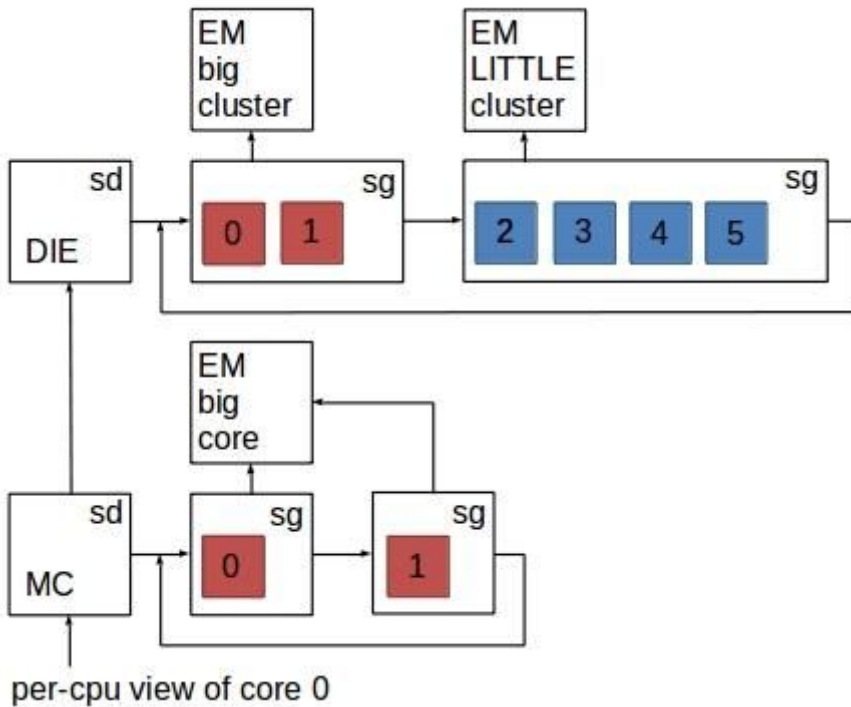 EM
big
cluster
EM
LITTLE
cluster
sd
DIE
sg
0 1
sg
2 3 4 5
EM
big
core
sd
MC
sg
0
sg
1
per-cpu view of core 0